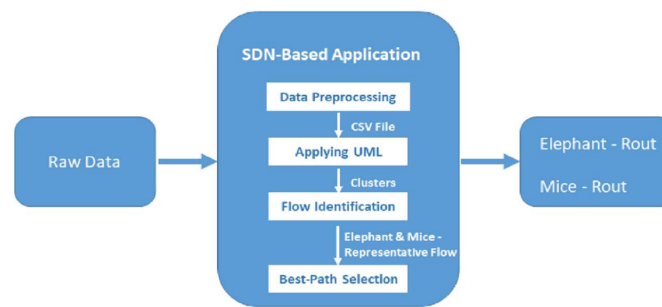 Raw Data
SDN-Based Application
Data Preprocessing
CSV File
Applying UML
Clusters
Flow Identification
Elephant & Mice -
Representative Flow
Best-Path Selection
Elephant - Rout
Mice - Rout